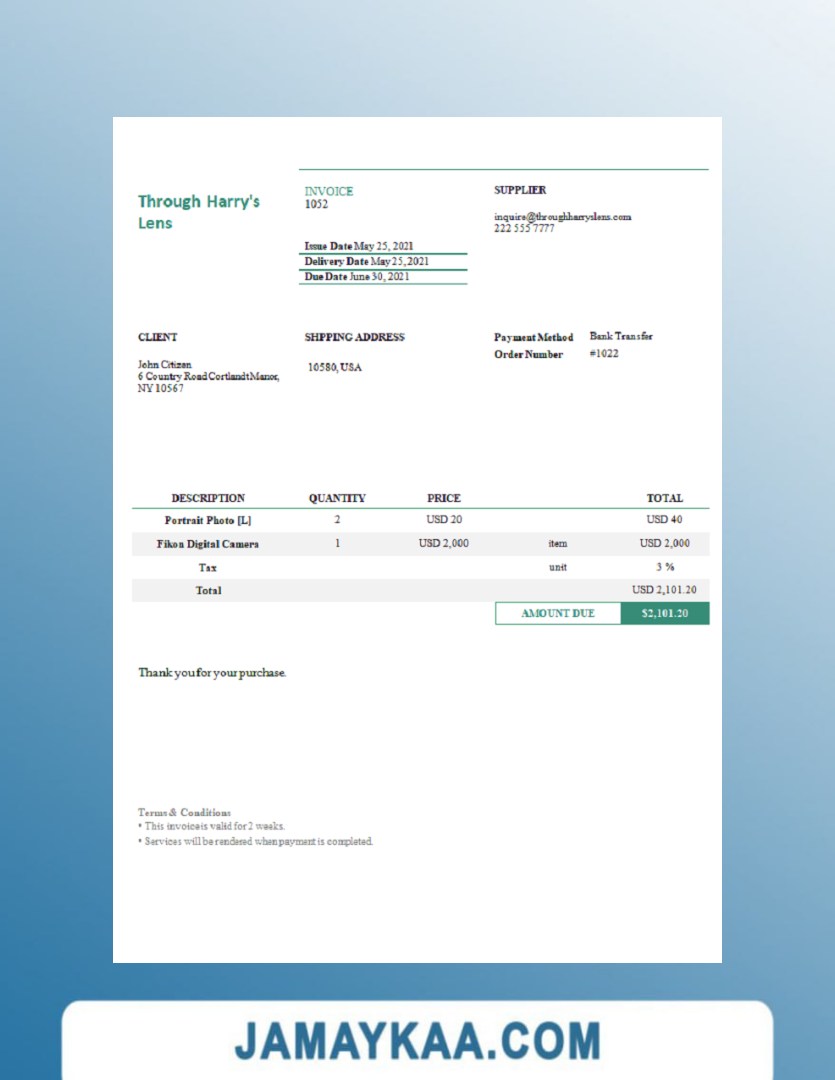 Through Harry's
Lens
INVOICE
1052
Issue Date May 25, 2021
Delivery Date May 25, 2021
Due Date June 30, 2021
SUPPLIER
inquire@throughharryslens.com
222 555 7777
CLIENT
John Citizen
6 Country Road Cortlandt Manor,
NY 10567
SHPPING ADDRESS
10580, USA
Payment Method Bank Transfer
Order Number #1022
DESCRIPTION QUANTITY PRICE TOTAL
Portrait Photo [L] 2 USD 20 USD 40
Fikon Digital Camera 1 USD 2,000 item USD 2,000
Tax unit 3 %
Total USD 2,101.20
AMOUNT DUE $2,101.20
Thank you for your purchase.
Terms & Conditions
• This invoice is valid for 2 weeks.
• Services will be rendered when payment is completed.
JAMAYKAA.COM